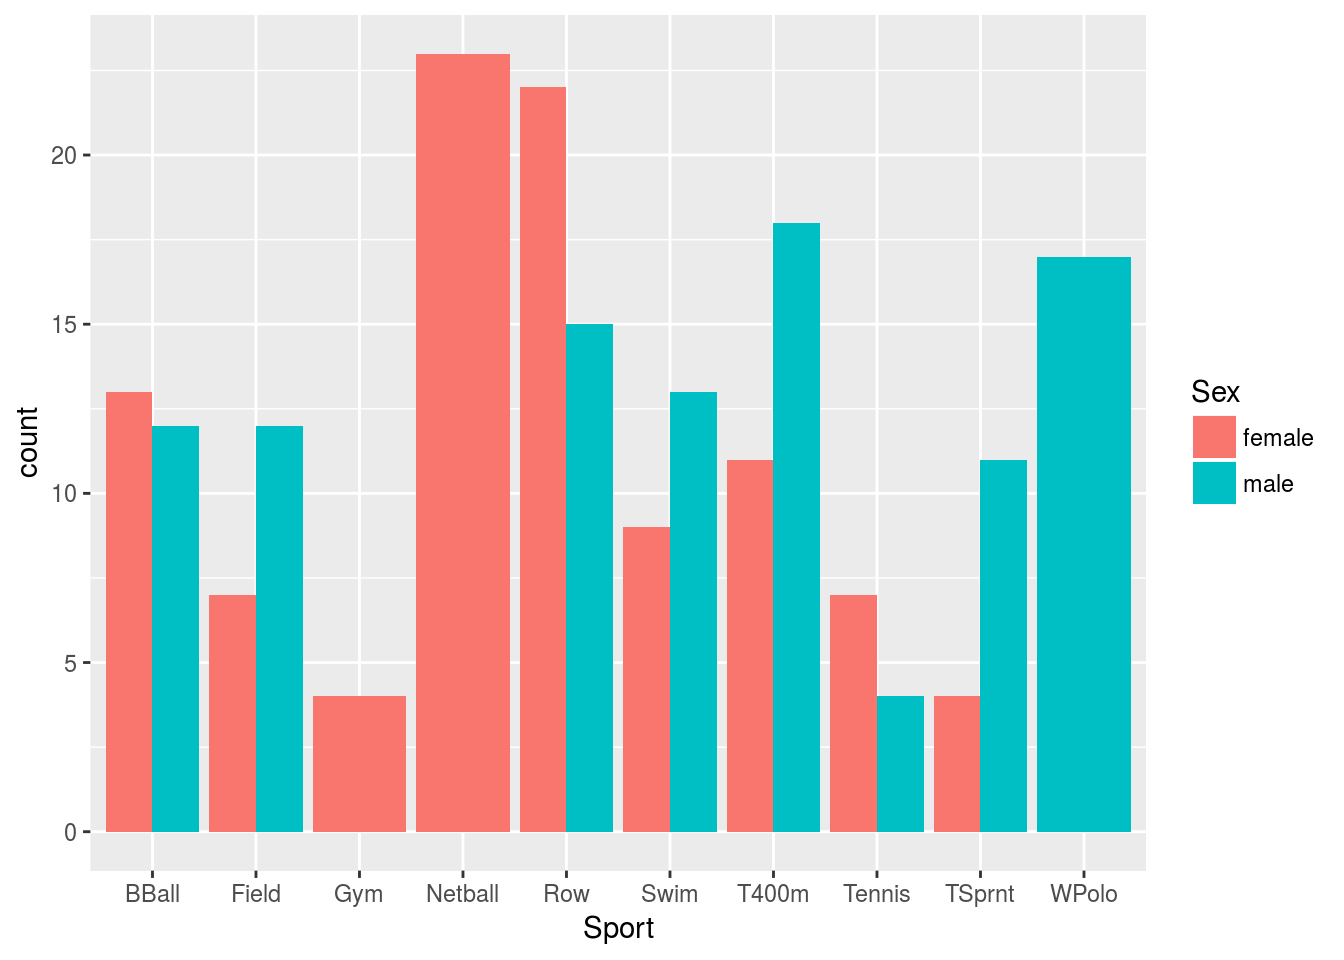 count
20
15
10
5
0
BBall Field Gym Netball Row Swim T400m Tennis TSprnt WPolo
Sport
Sex
female
male